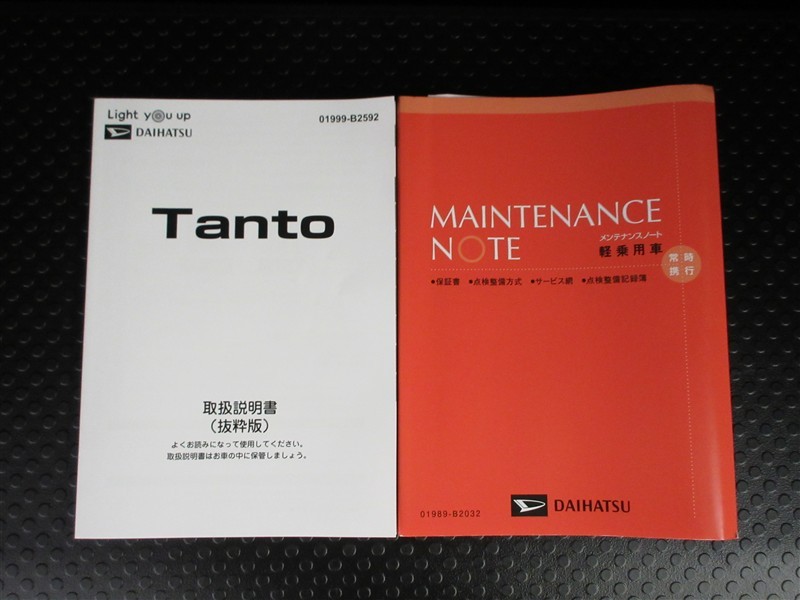 Light you up
DAIHATSU
01999-B2592
Tanto
取扱説明書
（抜粋版）
よくお読みになって使用してください。
取扱説明書はお車の中に保管しましょう。
MAINTENANCE
NOTE
メンテナンスノート
軽乗用車
常時
携行
●保証書 ●点検整備方式 ●サービス網 ●点検整備記録簿
01989-B2032
DAIHATSU